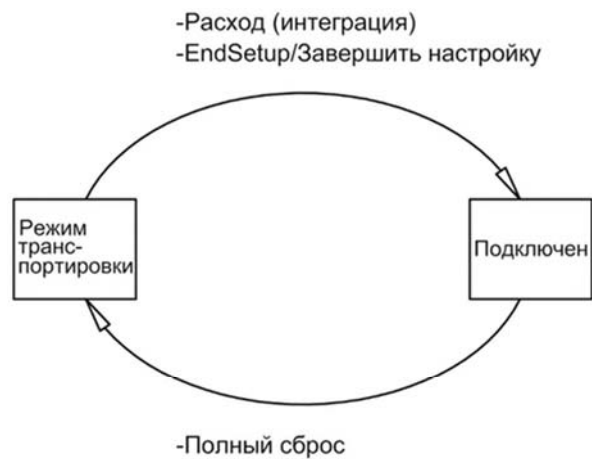 -Расход (интеграция)
-EndSetup/Завершить настройку
Режим
транс-
портировки
Подключен
-Полный сброс